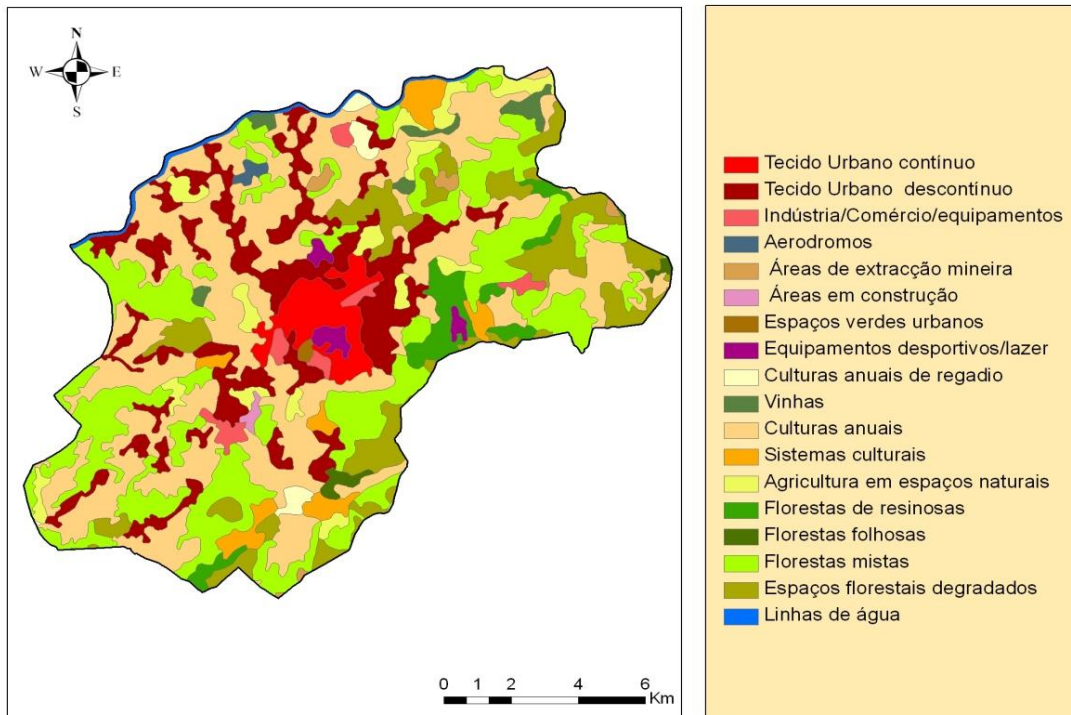 N
W E
S
0 1 2 4 6
Km
Tecido Urbano contínuo
Tecido Urbano descontínuo
Indústria/Comércio/equipamentos
Aerodromos
Áreas de extracção mineira
Áreas em construção
Espaços verdes urbanos
Equipamentos desportivos/lazer
Culturas anuais de regadio
Vinhas
Culturas anuais
Sistemas culturais
Agricultura em espaços naturais
Florestas de resinosas
Florestas folhosas
Florestas mistas
Espaços florestais degradados
Linhas de água